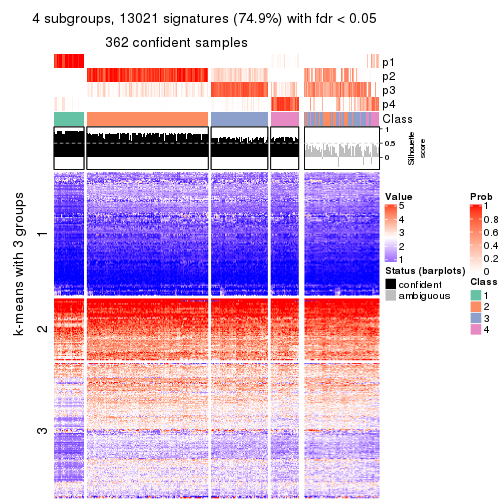 4 subgroups, 13021 signatures (74.9%) with fdr < 0.05
362 confident samples
p1
p2
p3
p4
Class
1
0.5
0
Silhouette
score
k-means with 3 groups
1
2
3
Value
5
4
3
2
1
Status (barplots)
confident
ambiguous
Prob
1
0.8
0.6
0.4
0.2
0
Class
1
2
3
4